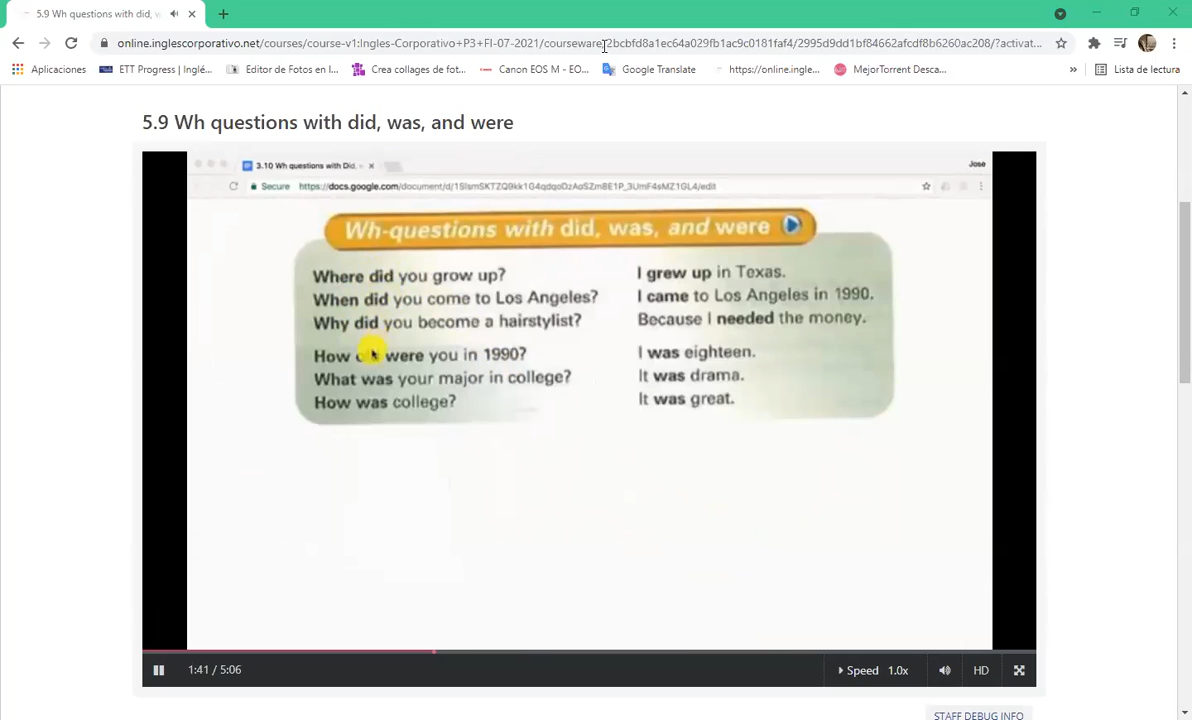 5.9 Wh questions with did, w
online.inglescorporativo.net/courses/course-v1:Ingles-Corporativo+P3+FI-07-2021/courseware/2bcbfd8a1ec64a029fb1ac9c0181faf4/2995d9dd1bf84662afcdf8b6260ac208/?activat...
Aplicaciones ETT Progress | Inglé... Editor de Fotos en l... Crea collages de fot... Canon EOS M - EO... Google Translate https://online.ingle... MejorTorrent Desca... » Lista de lectura
5.9 Wh questions with did, was, and were
3.10 Wh questions with Did, Jose
Secure https://docs.google.com/document/d/
Wh-questions with did, was, and were
Where did you grow up? I grew up in Texas.
When did you come to Los Angeles? I came to Los Angeles in 1990.
Why did you become a hairstylist? Because I needed the money.
How were you in 1990? I was eighteen.
What was your major in college? It was drama.
How was college? It was great.
1:41 / 5:06 Speed 1.0x HD
STAFF DEBUG INFO